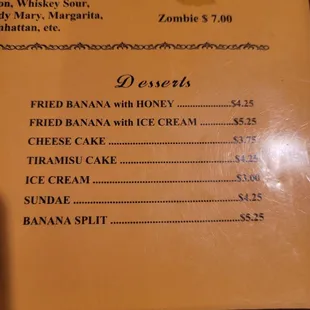 on, Whiskey Sour,
dy Mary, Margarita,
nhattan, etc.
Zombie $ 7.00
Desserts
FRIED BANANA with HONEY .....................$4.25
FRIED BANANA with ICE CREAM ............$5.25
CHEESE CAKE ................................................$3.75
TIRAMISU CAKE ............................................$4.25
ICE CREAM ......................................................$3.00
SUNDAE ............................................................$4.25
BANANA SPLIT ................................................$5.25